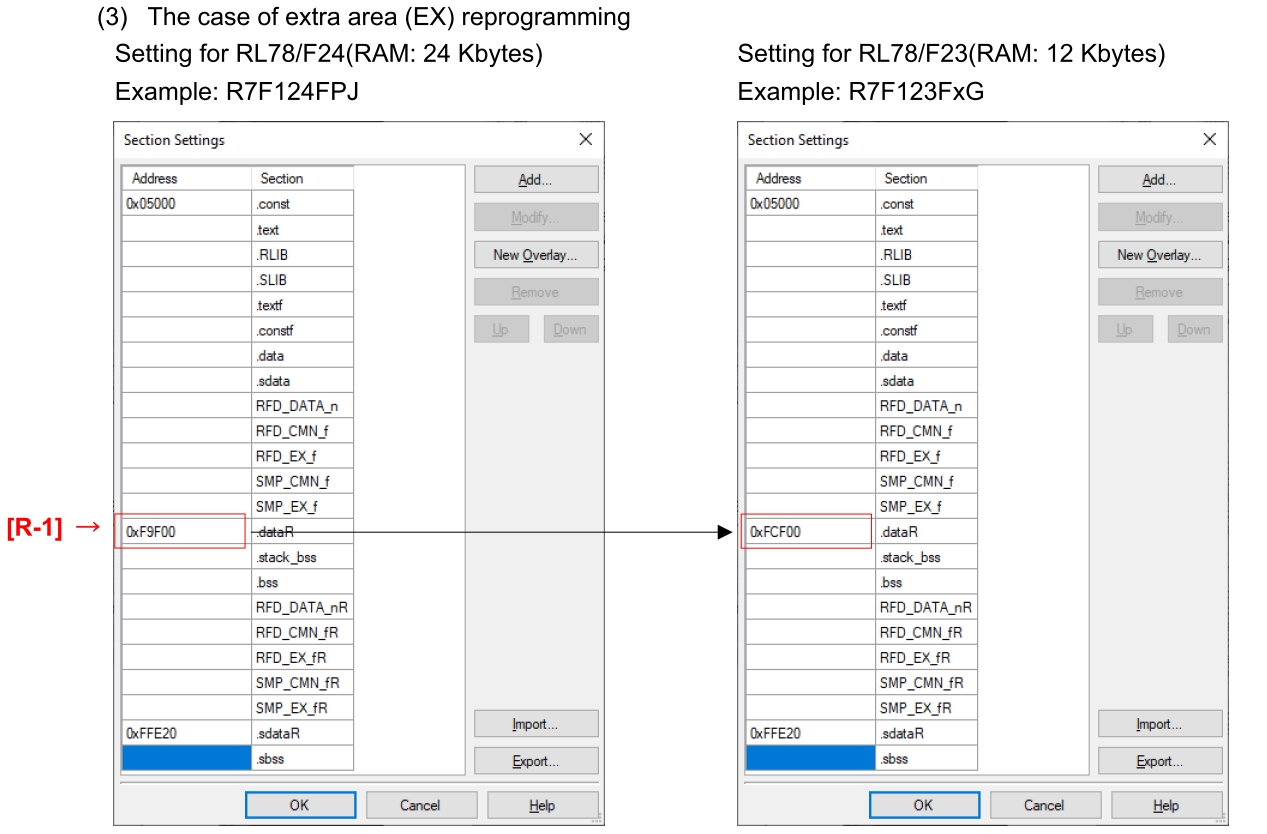 (3) The case of extra area (EX) reprogramming
Setting for RL78/F24(RAM: 24 Kbytes)
Example: R7F124FPJ
Section Settings
Address Section
0x05000 .const
.text
.RLIB
.SLIB
.textf
.constf
.data
.sdata
RFD_DATA_n
RFD_CMN_f
RFD_EX_f
SMP_CMN_f
SMP_EX_f
[R-1] → 0xF9F00 .dataR
.stack_bss
.bss
RFD_DATA_nR
RFD_CMN_fR
RFD_EX_fR
SMP_CMN_fR
SMP_EX_fR
0xFFE20 .sdataR
.sbss
Add...
Modify...
New Overlay...
Remove
Up Down
Import...
Export...
OK Cancel Help
Setting for RL78/F23(RAM: 12 Kbytes)
Example: R7F123FxG
Section Settings
Address Section
0x05000 .const
.text
.RLIB
.SLIB
.textf
.constf
.data
.sdata
RFD_DATA_n
RFD_CMN_f
RFD_EX_f
SMP_CMN_f
SMP_EX_f
0xFCF00 .dataR
.stack_bss
.bss
RFD_DATA_nR
RFD_CMN_fR
RFD_EX_fR
SMP_CMN_fR
SMP_EX_fR
0xFFE20 .sdataR
.sbss
Add...
Modify...
New Overlay...
Remove
Up Down
Import...
Export...
OK Cancel Help